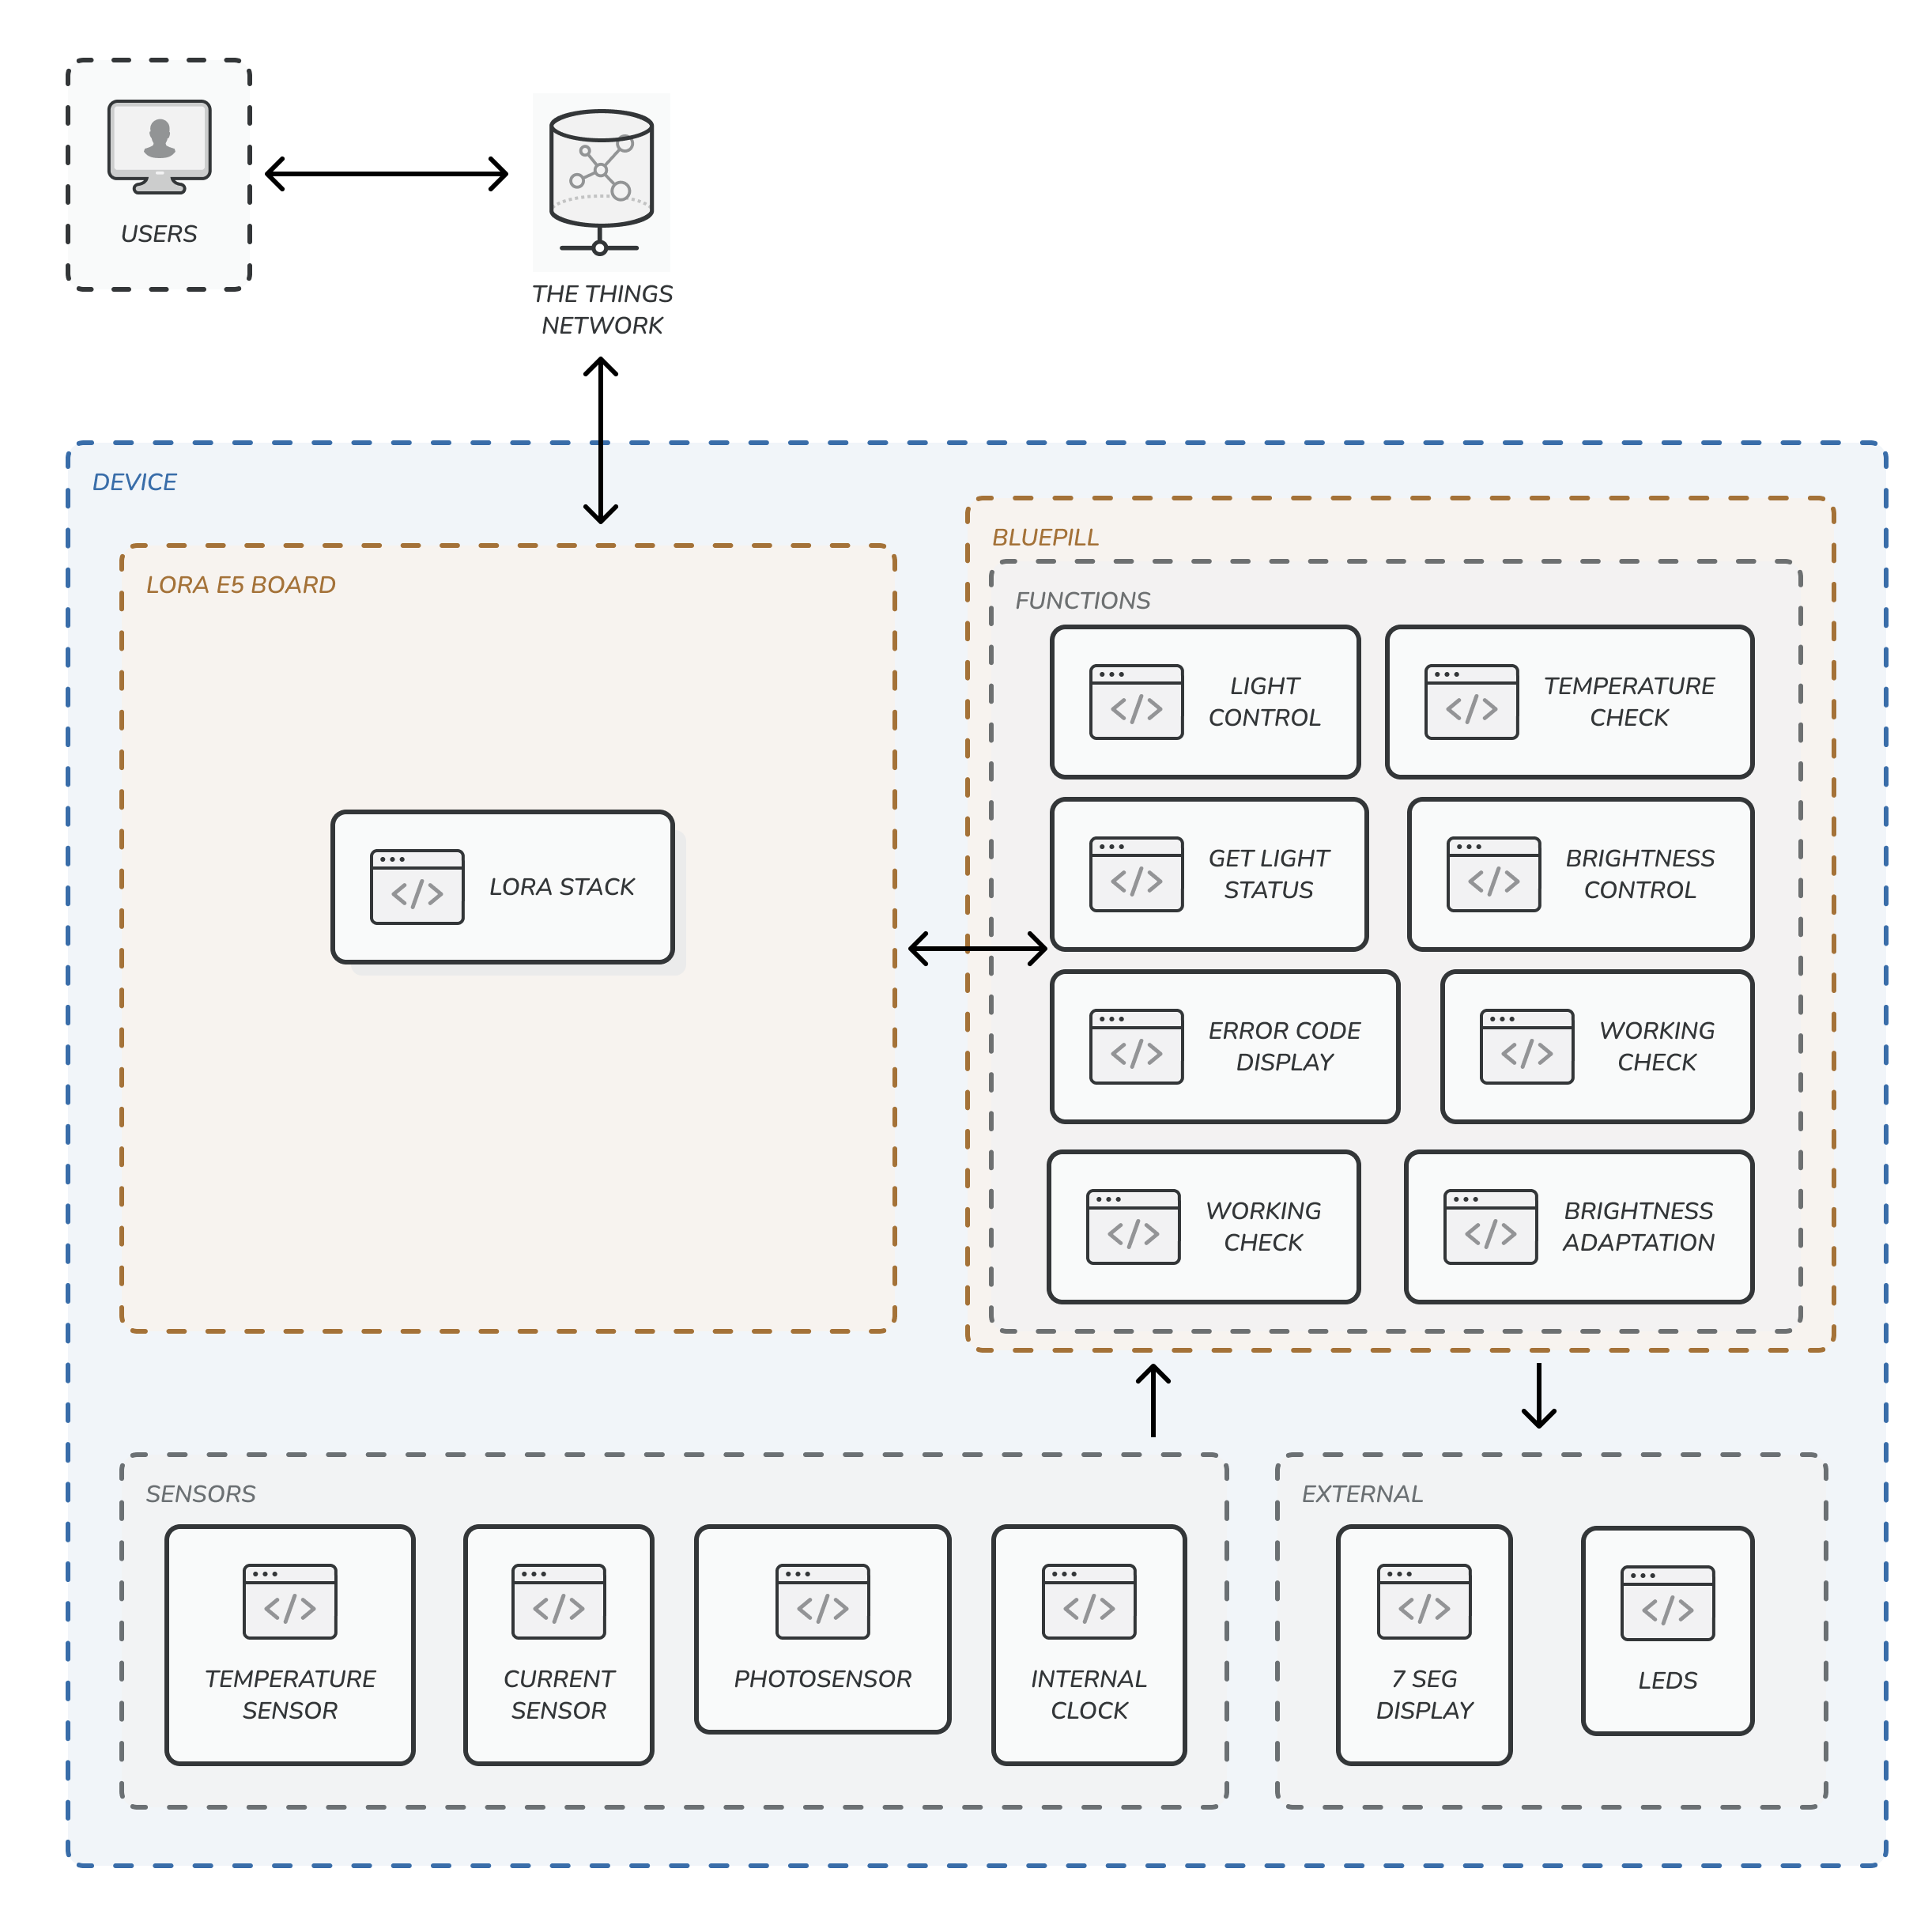 USERS
THE THINGS
NETWORK
DEVICE
LORA E5 BOARD
LORA STACK
BLUEPILL
FUNCTIONS
LIGHT
CONTROL
TEMPERATURE
CHECK
GET LIGHT
STATUS
BRIGHTNESS
CONTROL
ERROR CODE
DISPLAY
WORKING
CHECK
WORKING
CHECK
BRIGHTNESS
ADAPTATION
SENSORS
TEMPERATURE
SENSOR
CURRENT
SENSOR
PHOTOSENSOR
INTERNAL
CLOCK
EXTERNAL
7 SEG
DISPLAY
LEDS